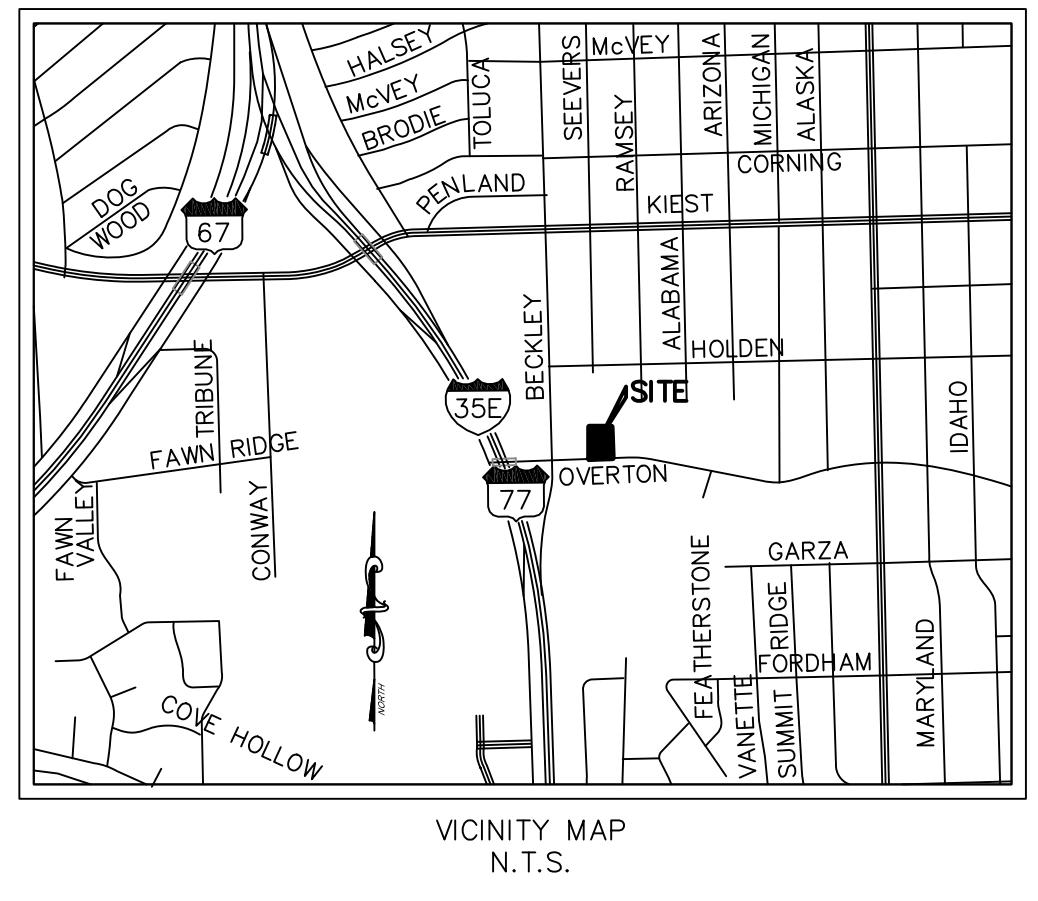 HALSEY
McVEY
BRODIE
TOLUCA
PENLAND
SEEVERS
McVEY
RAMSEY
ARIZONA
MICHIGAN
ALASKA
CORNING
KIEST
DOG
WOOD
67
ALABAMA
BECKLEY
HOLDEN
TRIBUNE
35E
SITE
IDAHO
FAWN RIDGE
OVERTON
77
FAWN
VALLEY
CONWAY
GARZA
FEATHERSTONE
RIDGE
SUMMIT
FORDHAM
VANETTE
MARYLAND
NORTH
COVE HOLLOW
VICINITY MAP
N.T.S.